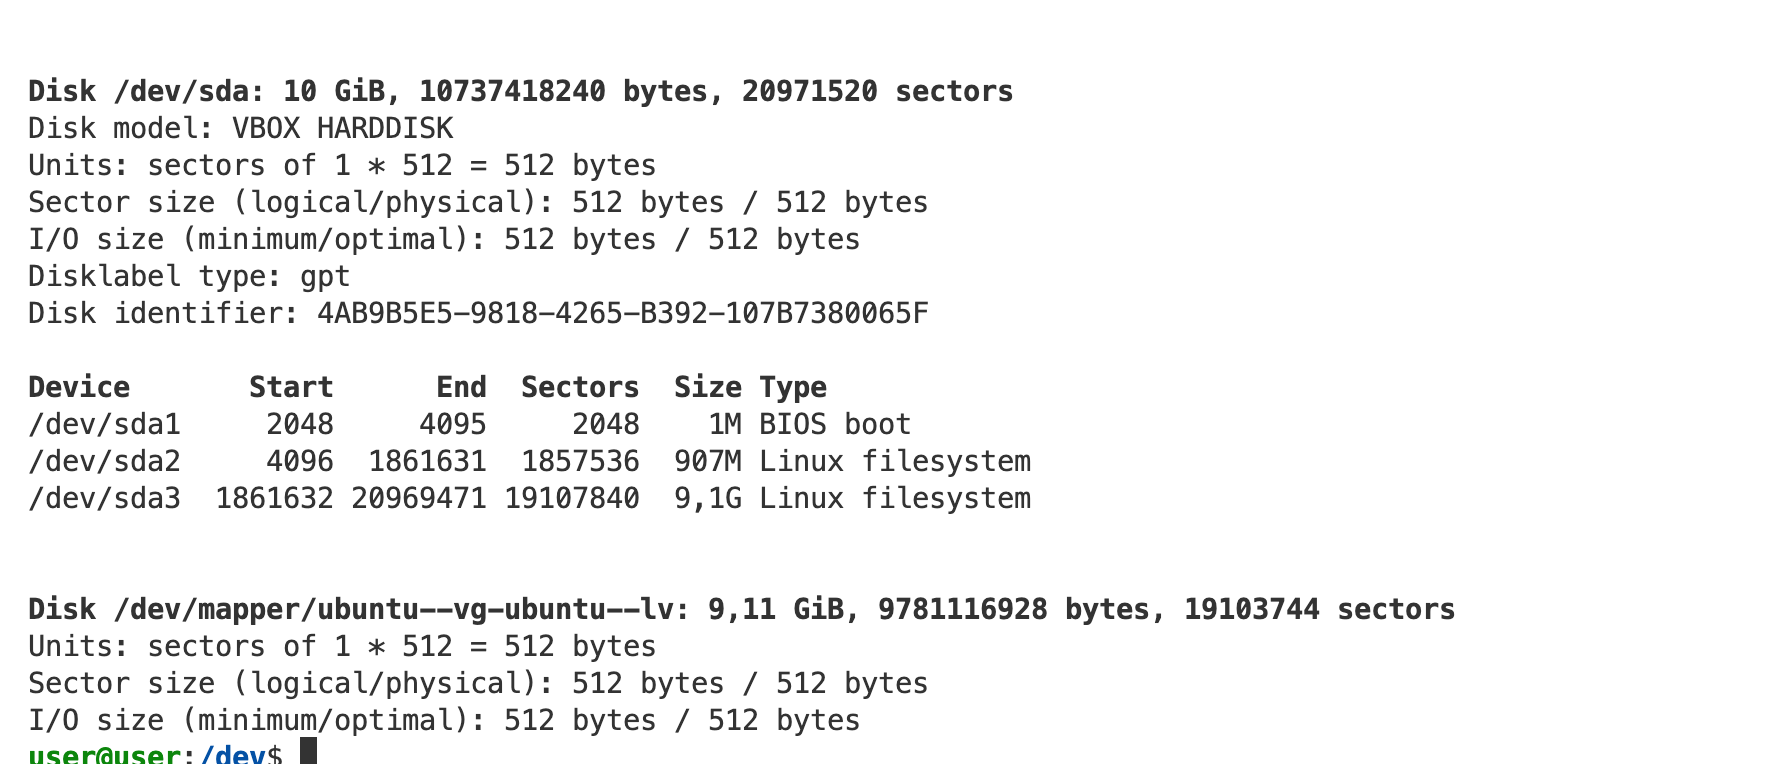 Disk /dev/sda: 10 GiB, 10737418240 bytes, 20971520 sectors
Disk model: VBOX HARDDISK
Units: sectors of 1 * 512 = 512 bytes
Sector size (logical/physical): 512 bytes / 512 bytes
I/O size (minimum/optimal): 512 bytes / 512 bytes
Disklabel type: gpt
Disk identifier: 4AB9B5E5-9818-4265-B392-107B7380065F
Device       Start      End  Sectors  Size Type
/dev/sda1     2048     4095     2048    1M BIOS boot
/dev/sda2     4096  1861631  1857536  907M Linux filesystem
/dev/sda3  1861632 20969471 19107840  9,1G Linux filesystem
Disk /dev/mapper/ubuntu--vg-ubuntu--lv: 9,11 GiB, 9781116928 bytes, 19103744 sectors
Units: sectors of 1 * 512 = 512 bytes
Sector size (logical/physical): 512 bytes / 512 bytes
I/O size (minimum/optimal): 512 bytes / 512 bytes
user@user:/dev$